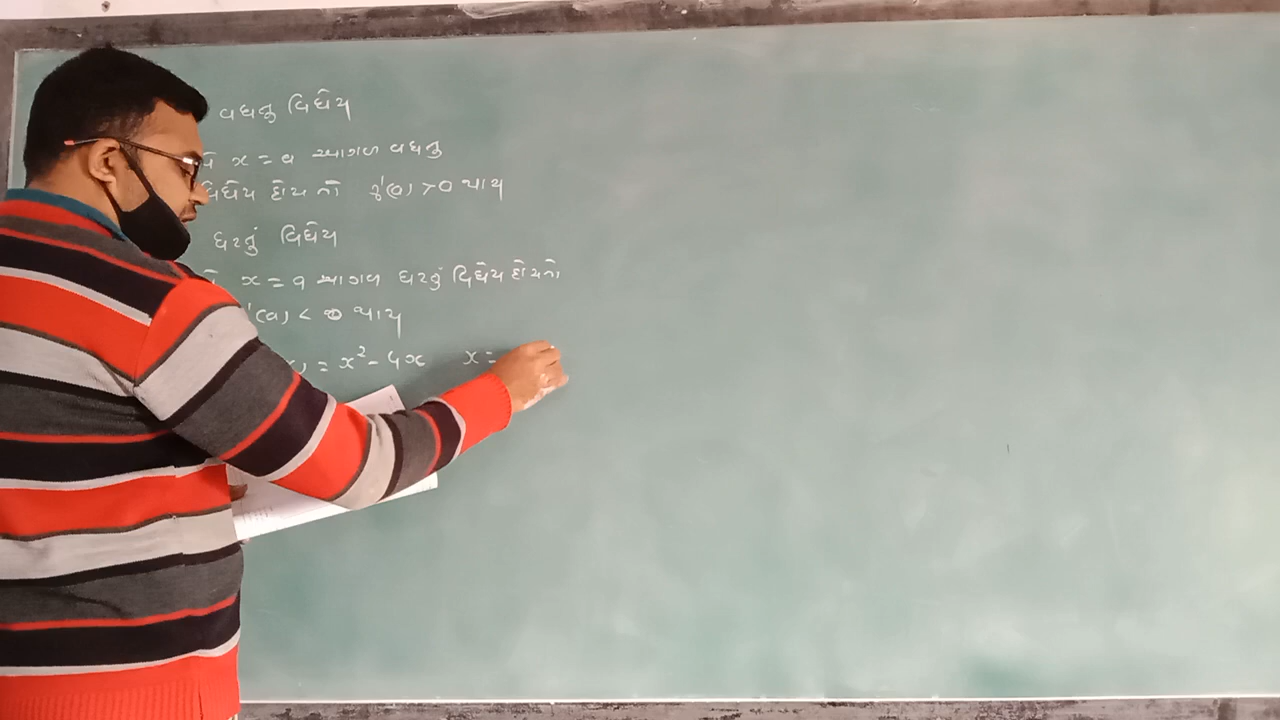 વધતુ વિધેય
x = a આગળ વધતુ
વિધેય હોય તો f'(a) > 0 થાય
ઘટતું વિધેય
x = a આગળ ઘટતું વિધેય હોય તો
'(a) < 0 થાય
= x² - 4x x =